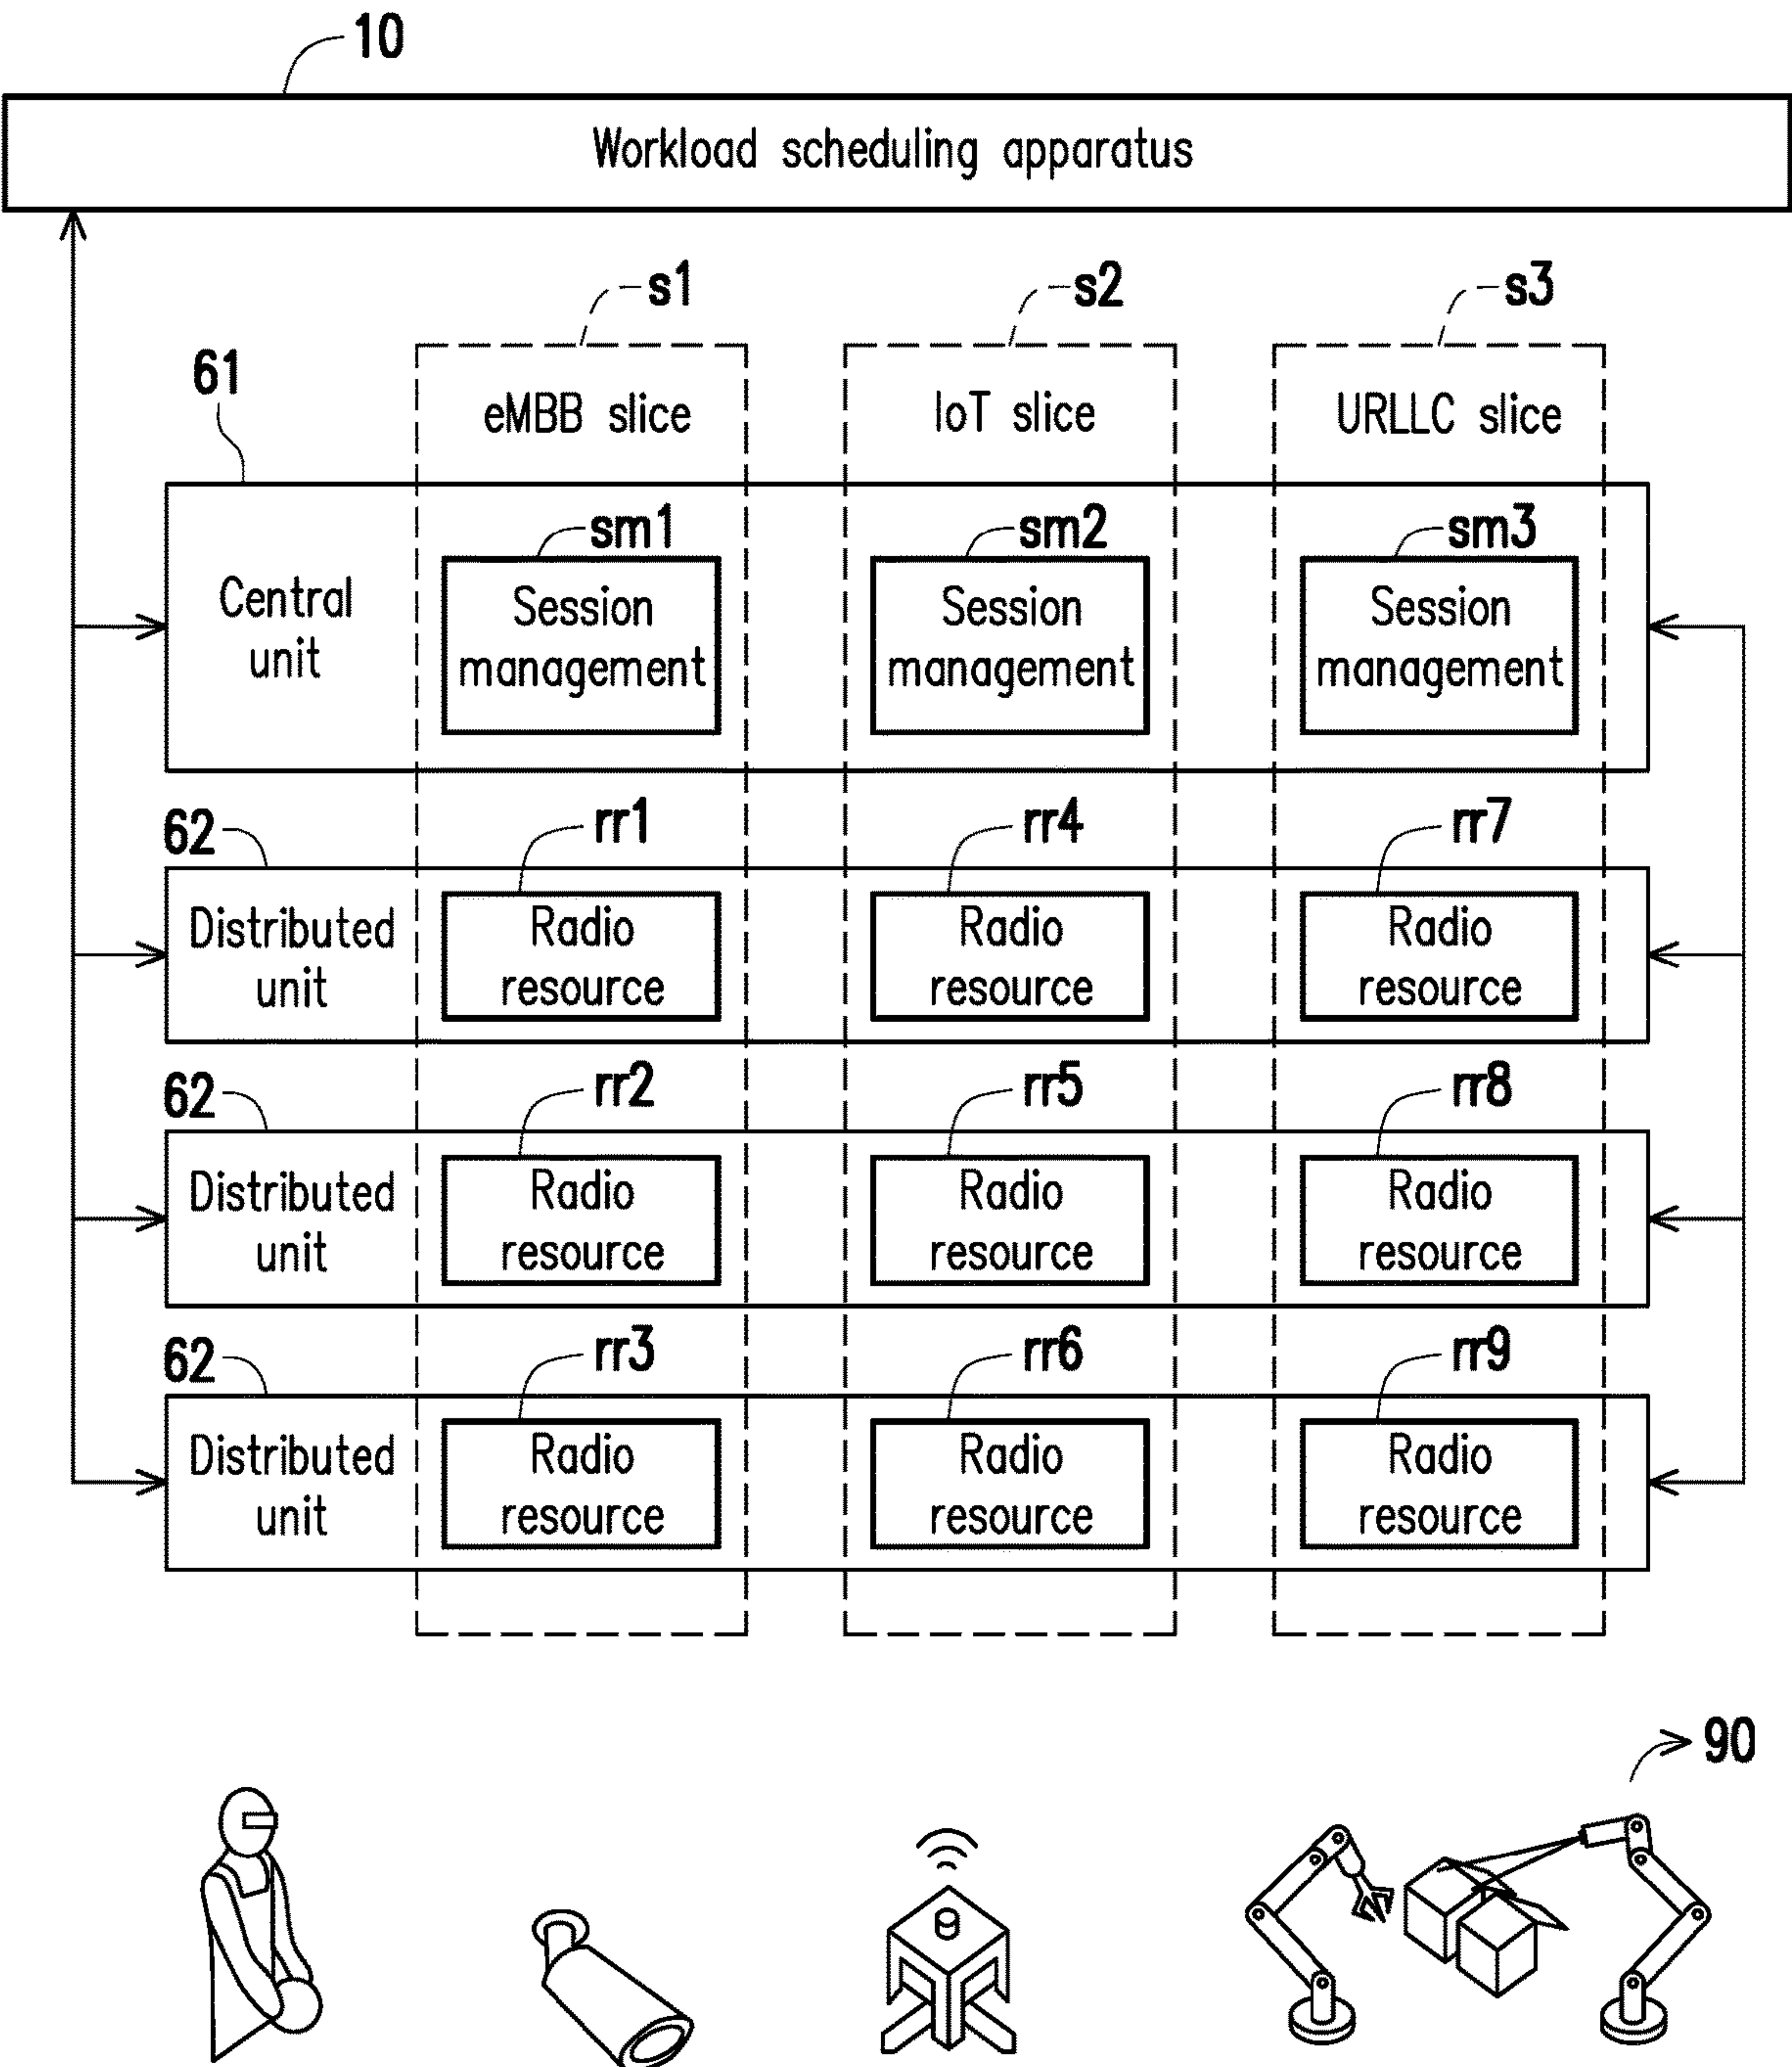 10
Workload scheduling apparatus
s1
s2
s3
61
eMBB slice
IoT slice
URLLC slice
sm1
sm2
sm3
Central
unit
Session
management
Session
management
Session
management
62
rr1
rr4
rr7
Distributed
unit
Radio
resource
Radio
resource
Radio
resource
62
rr2
rr5
rr8
Distributed
unit
Radio
resource
Radio
resource
Radio
resource
62
rr3
rr6
rr9
Distributed
unit
Radio
resource
Radio
resource
Radio
resource
90